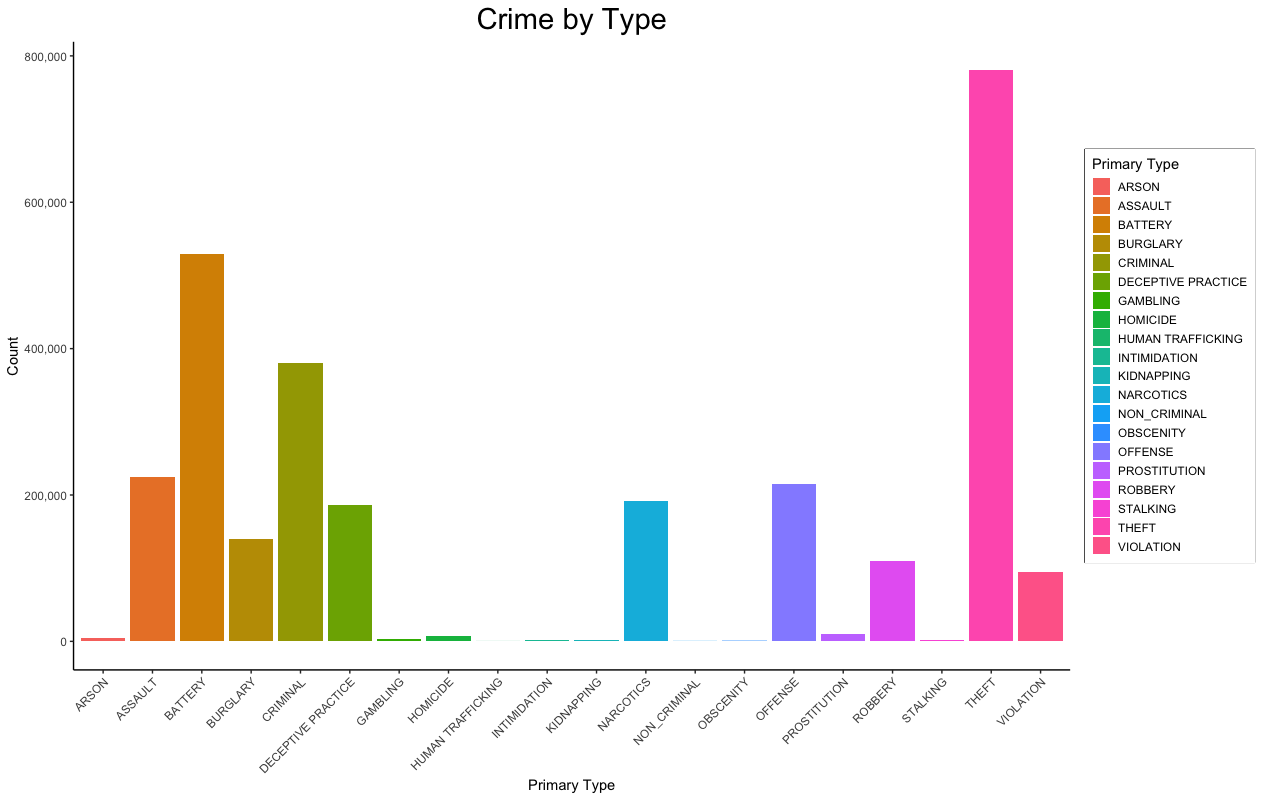 Crime by Type
Count
800,000
600,000
400,000
200,000
0
ARSON
ASSAULT
BATTERY
BURGLARY
CRIMINAL
DECEPTIVE PRACTICE
GAMBLING
HOMICIDE
HUMAN TRAFFICKING
INTIMIDATION
KIDNAPPING
NARCOTICS
NON_CRIMINAL
OBSCENITY
OFFENSE
PROSTITUTION
ROBBERY
STALKING
THEFT
VIOLATION
Primary Type
Primary Type
ARSON
ASSAULT
BATTERY
BURGLARY
CRIMINAL
DECEPTIVE PRACTICE
GAMBLING
HOMICIDE
HUMAN TRAFFICKING
INTIMIDATION
KIDNAPPING
NARCOTICS
NON_CRIMINAL
OBSCENITY
OFFENSE
PROSTITUTION
ROBBERY
STALKING
THEFT
VIOLATION